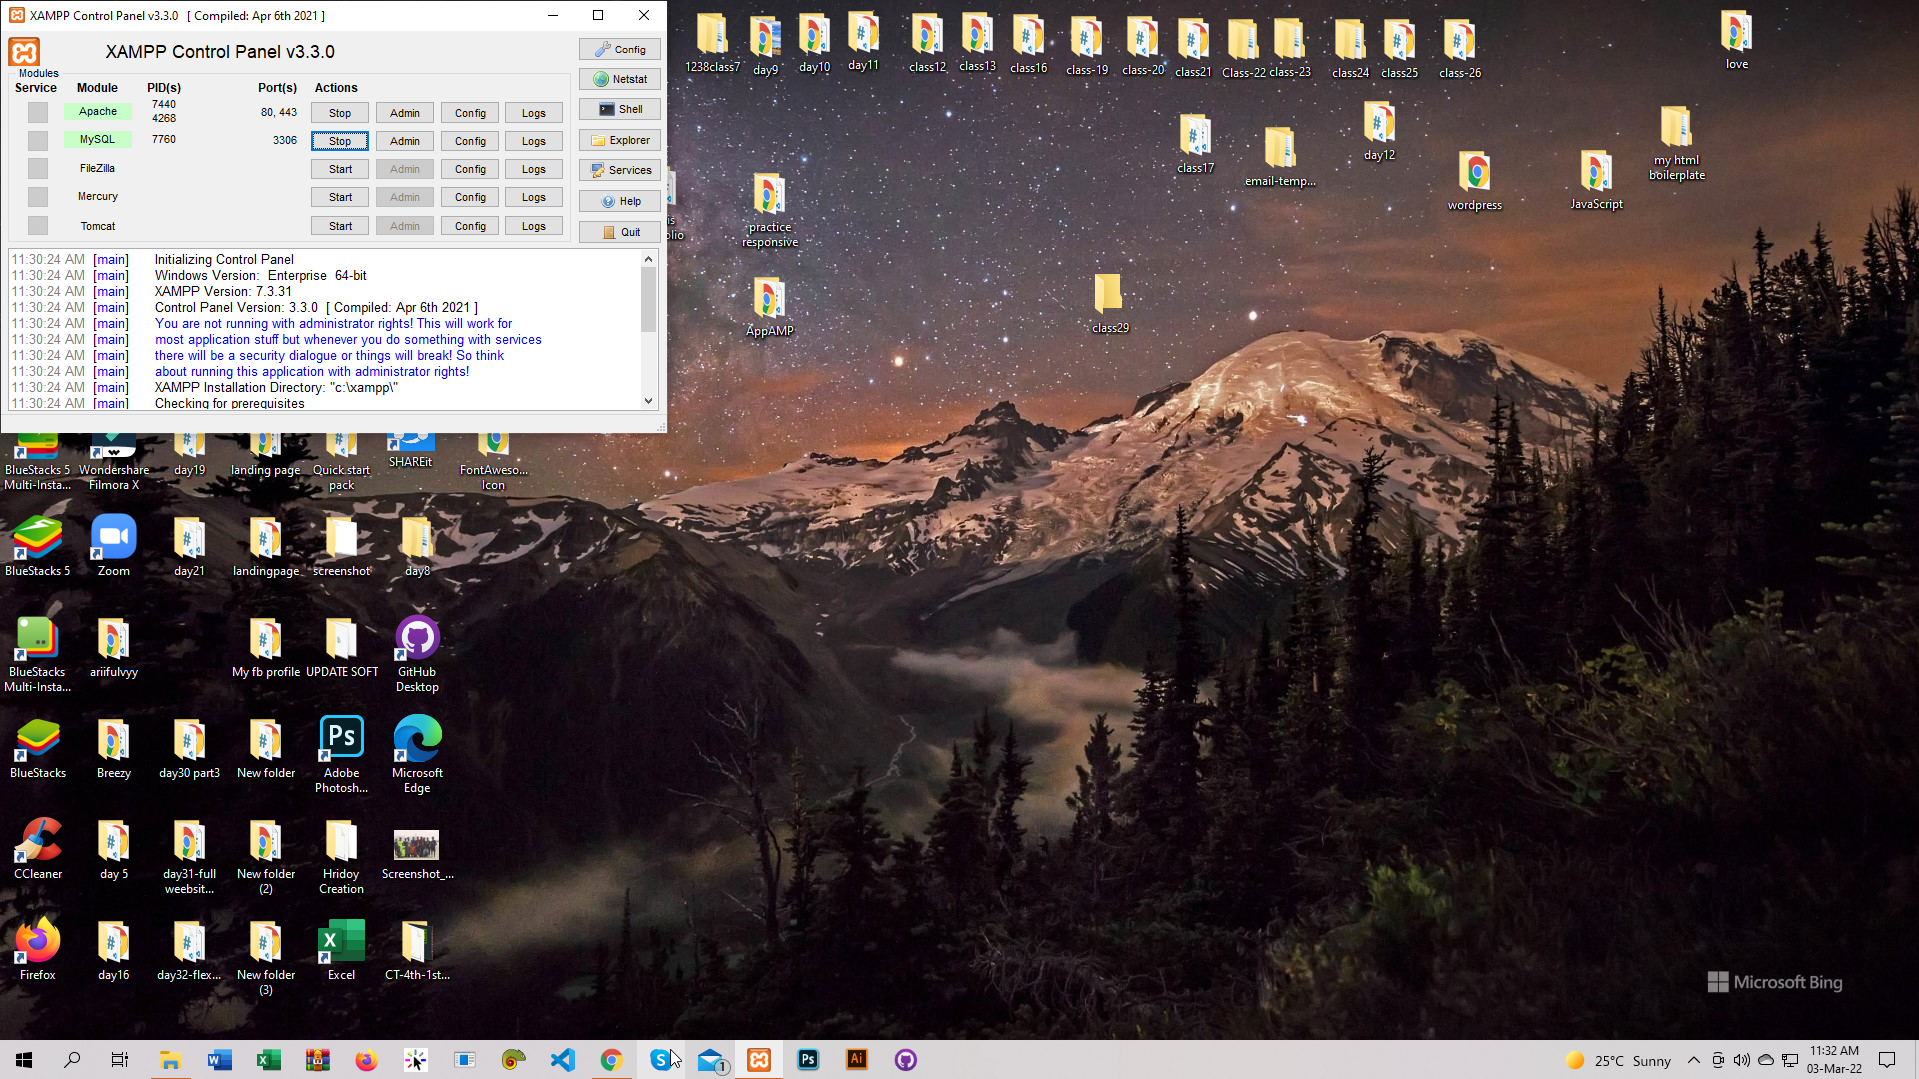 XAMPP Control Panel v3.3.0 [ Compiled: Apr 6th 2021 ]
XAMPP Control Panel v3.3.0
Config
Netstat
Shell
Explorer
Services
Help
Quit
Modules
Service Module PID(s) Port(s) Actions
Apache 7440 4268 80, 443 Stop Admin Config Logs
MySQL 7760 3306 Stop Admin Config Logs
FileZilla Start Admin Config Logs
Mercury Start Admin Config Logs
Tomcat Start Admin Config Logs
11:30:24 AM [main] Initializing Control Panel
11:30:24 AM [main] Windows Version: Enterprise 64-bit
11:30:24 AM [main] XAMPP Version: 7.3.31
11:30:24 AM [main] Control Panel Version: 3.3.0 [ Compiled: Apr 6th 2021 ]
11:30:24 AM [main] You are not running with administrator rights! This will work for
11:30:24 AM [main] most application stuff but whenever you do something with services
11:30:24 AM [main] there will be a security dialogue or things will break! So think
11:30:24 AM [main] about running this application with administrator rights!
11:30:24 AM [main] XAMPP Installation Directory: "c:\xampp\"
11:30:24 AM [main] Checking for prerequisites
1238class7 day9 day10 day11 class12 class13 class16 class-19 class-20 class21 Class-22 class-23 class24 class25 class-26 love
class17 email-temp... day12 wordpress JavaScript my html boilerplate
practice responsive
AppAMP class29
BlueStacks 5 Multi-Insta... Wondershare Filmora X day19 landing page Quick start pack SHAREit FontAweso... Icon
BlueStacks 5 Zoom day21 landingpage screenshot day8
BlueStacks Multi-Insta... ariifulvyy My fb profile UPDATE SOFT GitHub Desktop
BlueStacks Breezy day30 part3 New folder Adobe Photosh... Microsoft Edge
CCleaner day 5 day31-full weebsit... New folder (2) Hridoy Creation Screenshot_...
Firefox day16 day32-flex... New folder (3) Excel CT-4th-1st...
Microsoft Bing
25°C Sunny
11:32 AM
03-Mar-22